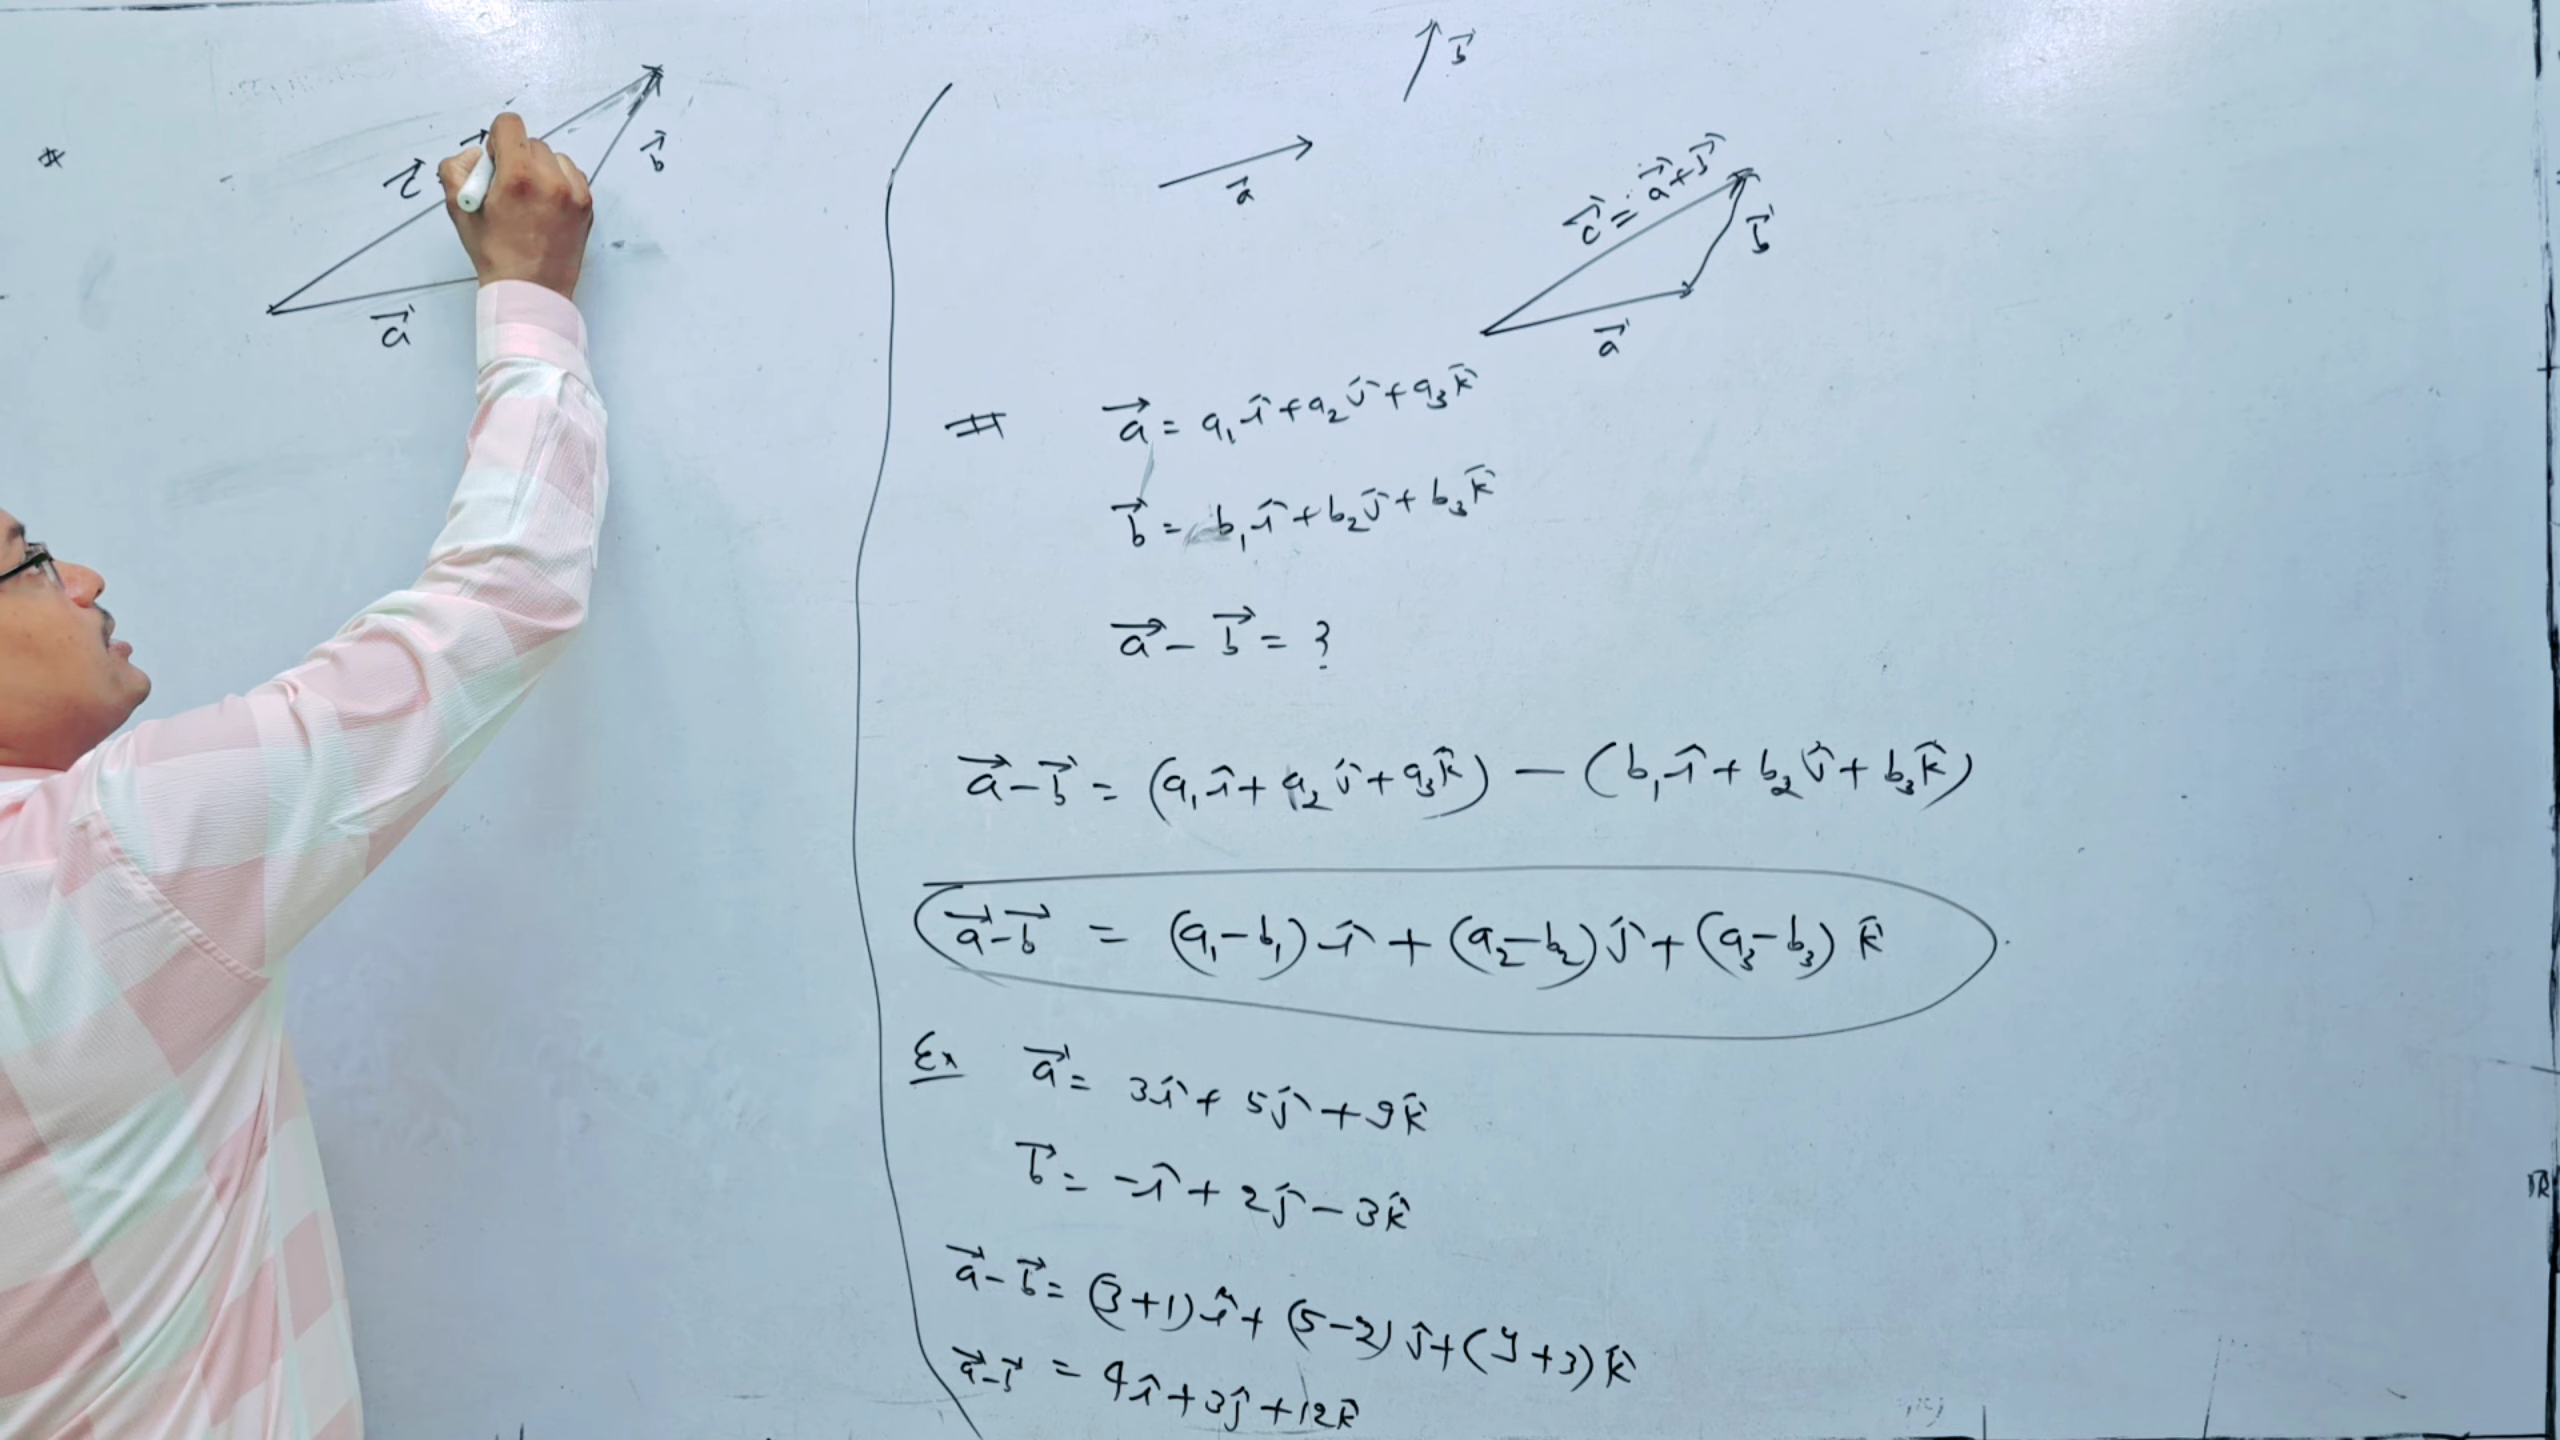 #
c⃗
b⃗
a⃗
b⃗
a⃗
c⃗ = a⃗ + b⃗
b⃗
a⃗
# a⃗ = a₁î + a₂ĵ + a₃k̂
b⃗ = b₁î + b₂ĵ + b₃k̂
a⃗ - b⃗ = ?
a⃗ - b⃗ = (a₁î + a₂ĵ + a₃k̂) - (b₁î + b₂ĵ + b₃k̂)
a⃗ - b⃗ = (a₁ - b₁)î + (a₂ - b₂)ĵ + (a₃ - b₃)k̂
Ex a⃗ = 3î + 5ĵ + 9k̂
b⃗ = -î + 2ĵ - 3k̂
a⃗ - b⃗ = (3+1)î + (5-2)ĵ + (9+3)k̂
a⃗ - b⃗ = 4î + 3ĵ + 12k̂